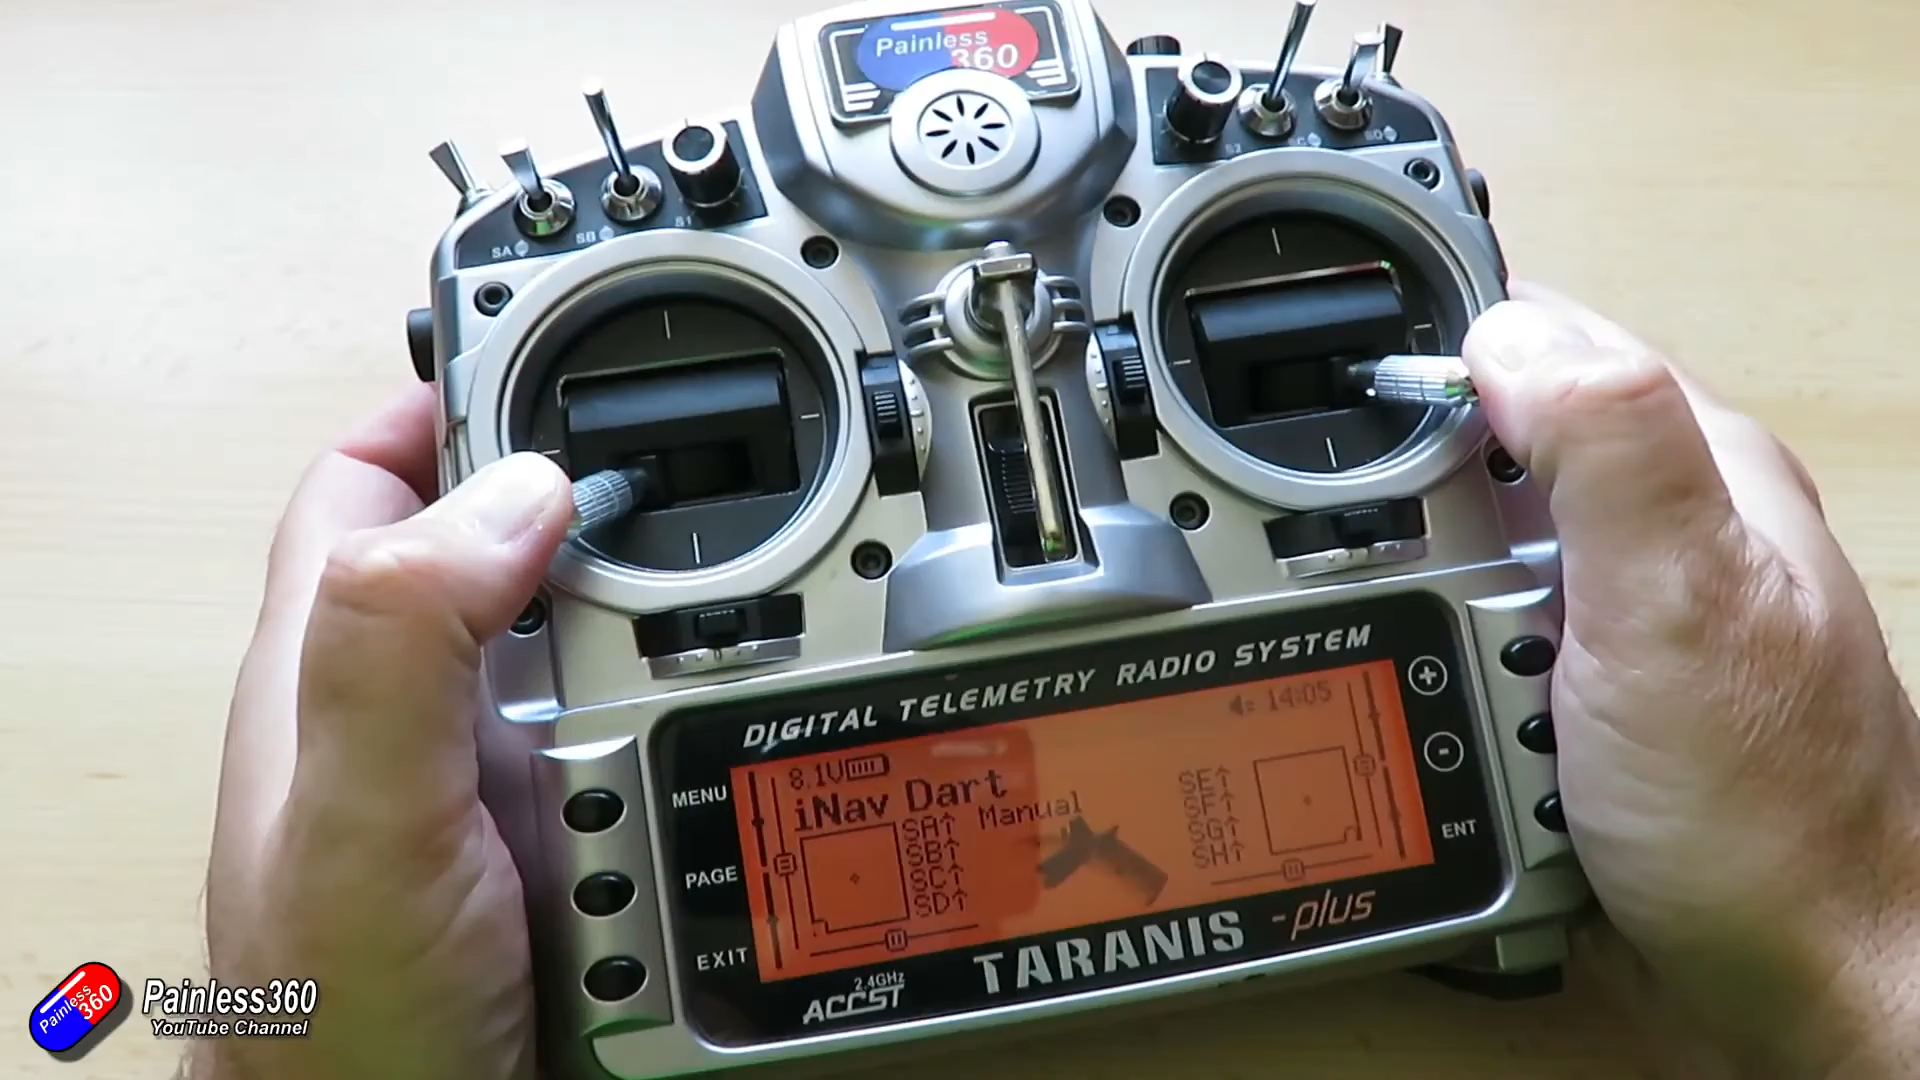 Painless
360
S2
SC
SD
S1
SA
SB
DIGITAL TELEMETRY RADIO SYSTEM
+
-
14:05
8.1V
iNav Dart
Manual
SA↑
SB↑
SC↑
SD↑
SE↑
SF↑
SG↑
SH↑
MENU
PAGE
EXIT
ENT
TARANIS -plus
2.4GHz
ACCST
Painless
360
Painless360
YouTube Channel